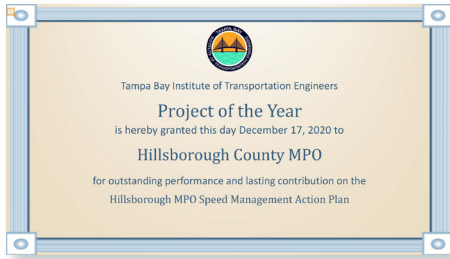 Tampa Bay Institute of Transportation Engineers
Project of the Year
is hereby granted this day December 17, 2020 to
Hillsborough County MPO
for outstanding performance and lasting contribution on the
Hillsborough MPO Speed Management Action Plan